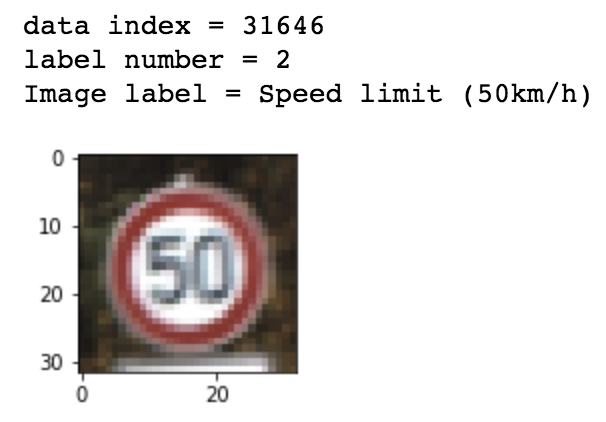 data index = 31646
label number = 2
Image label = Speed limit (50km/h)
0
10
20
30
50
0 20